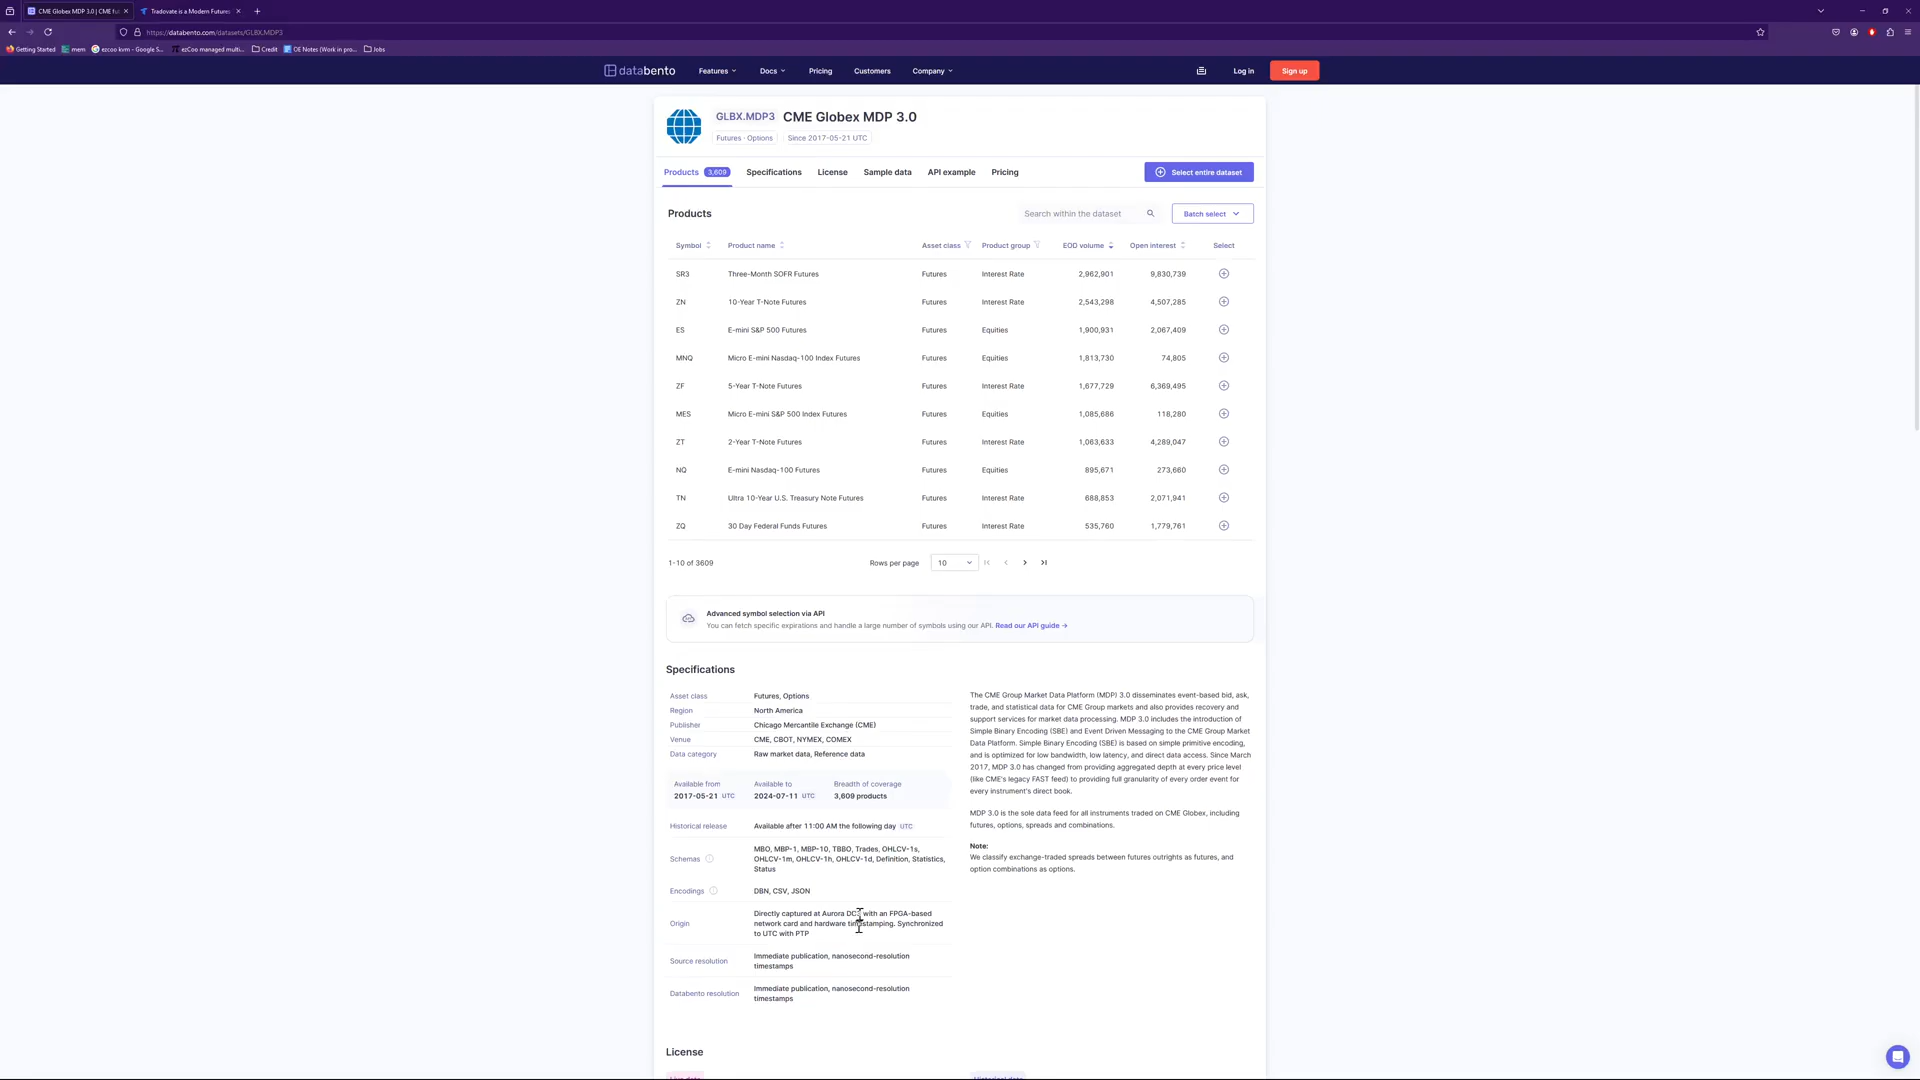 CME Globex MDP 3.0 | CME fu
Tradovate is a Modern Futures
https://databento.com/datasets/GLBX.MDP3
Getting Started
mem
ezcoo kvm - Google S...
ezCoo managed multi...
Credit
OE Notes (Work in pro...
Jobs
databento
Features
Docs
Pricing
Customers
Company
Log in
Sign up
GLBX.MDP3 CME Globex MDP 3.0
Futures · Options Since 2017-05-21 UTC
Products 3,609 Specifications License Sample data API example Pricing Select entire dataset
Products Search within the dataset Batch select
Symbol Product name Asset class Product group EOD volume Open interest Select
SR3 Three-Month SOFR Futures Futures Interest Rate 2,962,901 9,830,739
ZN 10-Year T-Note Futures Futures Interest Rate 2,543,298 4,507,285
ES E-mini S&P 500 Futures Futures Equities 1,900,931 2,067,409
MNQ Micro E-mini Nasdaq-100 Index Futures Futures Equities 1,813,730 74,805
ZF 5-Year T-Note Futures Futures Interest Rate 1,677,729 6,369,495
MES Micro E-mini S&P 500 Index Futures Futures Equities 1,085,686 118,280
ZT 2-Year T-Note Futures Futures Interest Rate 1,063,633 4,289,047
NQ E-mini Nasdaq-100 Futures Futures Equities 895,671 273,660
TN Ultra 10-Year U.S. Treasury Note Futures Futures Interest Rate 688,853 2,071,941
ZQ 30 Day Federal Funds Futures Futures Interest Rate 535,760 1,779,761
1-10 of 3609 Rows per page 10
Advanced symbol selection via API
You can fetch specific expirations and handle a large number of symbols using our API. Read our API guide →
Specifications
Asset class Futures, Options
Region North America
Publisher Chicago Mercantile Exchange (CME)
Venue CME, CBOT, NYMEX, COMEX
Data category Raw market data, Reference data
Available from Available to Breadth of coverage
2017-05-21 UTC 2024-07-11 UTC 3,609 products
Historical release Available after 11:00 AM the following day UTC
Schemas MBO, MBP-1, MBP-10, TBBO, Trades, OHLCV-1s,
OHLCV-1m, OHLCV-1h, OHLCV-1d, Definition, Statistics,
Status
Encodings DBN, CSV, JSON
Origin Directly captured at Aurora DC3 with an FPGA-based
network card and hardware timestamping. Synchronized
to UTC with PTP
Source resolution Immediate publication, nanosecond-resolution
timestamps
Databento resolution Immediate publication, nanosecond-resolution
timestamps
The CME Group Market Data Platform (MDP) 3.0 disseminates event-based bid, ask,
trade, and statistical data for CME Group markets and also provides recovery and
support services for market data processing. MDP 3.0 includes the introduction of
Simple Binary Encoding (SBE) and Event Driven Messaging to the CME Group Market
Data Platform. Simple Binary Encoding (SBE) is based on simple primitive encoding,
and is optimized for low bandwidth, low latency, and direct data access. Since March
2017, MDP 3.0 has changed from providing aggregated depth at every price level
(like CME's legacy FAST feed) to providing full granularity of every order event for
every instrument's direct book.
MDP 3.0 is the sole data feed for all instruments traded on CME Globex, including
futures, options, spreads and combinations.
Note:
We classify exchange-traded spreads between futures outrights as futures, and
option combinations as options.
License